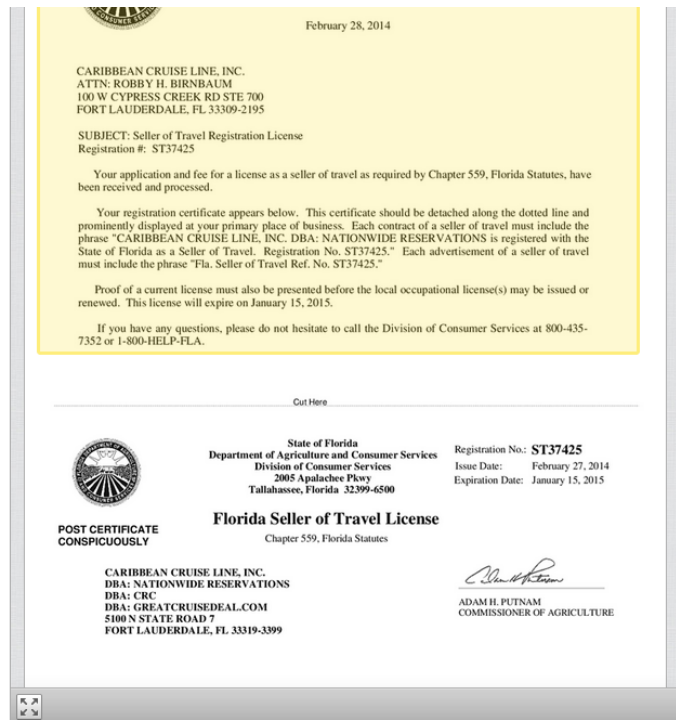 CONSUMER SERV
February 28, 2014
CARIBBEAN CRUISE LINE, INC.
ATTN: ROBBY H. BIRNBAUM
100 W CYPRESS CREEK RD STE 700
FORT LAUDERDALE, FL 33309-2195
SUBJECT: Seller of Travel Registration License
Registration #: ST37425
Your application and fee for a license as a seller of travel as required by Chapter 559, Florida Statutes, have
been received and processed.
Your registration certificate appears below. This certificate should be detached along the dotted line and
prominently displayed at your primary place of business. Each contract of a seller of travel must include the
phrase "CARIBBEAN CRUISE LINE, INC. DBA: NATIONWIDE RESERVATIONS is registered with the
State of Florida as a Seller of Travel. Registration No. ST37425." Each advertisement of a seller of travel
must include the phrase "Fla. Seller of Travel Ref. No. ST37425."
Proof of a current license must also be presented before the local occupational license(s) may be issued or
renewed. This license will expire on January 15, 2015.
If you have any questions, please do not hesitate to call the Division of Consumer Services at 800-435-
7352 or 1-800-HELP-FLA.
Cut Here
State of Florida
Department of Agriculture and Consumer Services
Division of Consumer Services
2005 Apalachee Pkwy
Tallahassee, Florida 32399-6500
Registration No.: ST37425
Issue Date: February 27, 2014
Expiration Date: January 15, 2015
POST CERTIFICATE
CONSPICUOUSLY
Florida Seller of Travel License
Chapter 559, Florida Statutes
CARIBBEAN CRUISE LINE, INC.
DBA: NATIONWIDE RESERVATIONS
DBA: CRC
DBA: GREATCRUISEDEAL.COM
5100 N STATE ROAD 7
FORT LAUDERDALE, FL 33319-3399
Adam H. Putnam
ADAM H. PUTNAM
COMMISSIONER OF AGRICULTURE